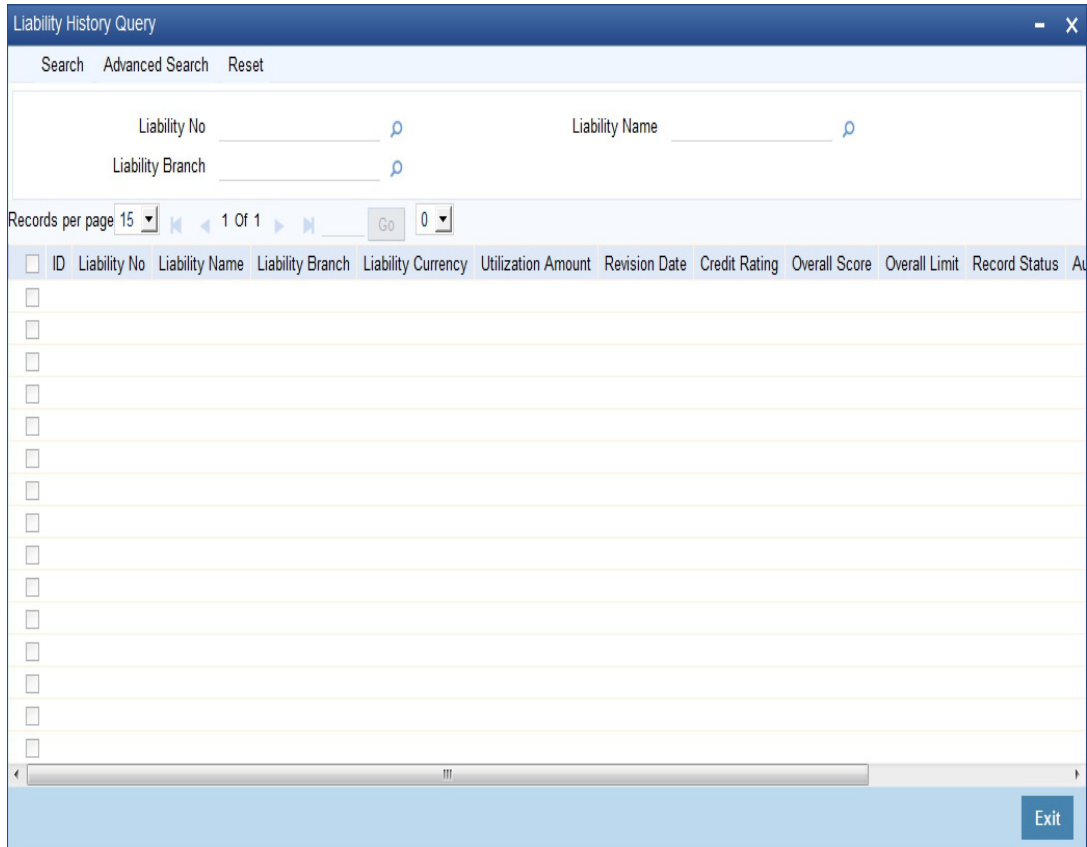 Liability History Query
Search Advanced Search Reset
Liability No Liability Name
Liability Branch
Records per page 15 1 Of 1 Go 0
ID Liability No Liability Name Liability Branch Liability Currency Utilization Amount Revision Date Credit Rating Overall Score Overall Limit Record Status
Exit